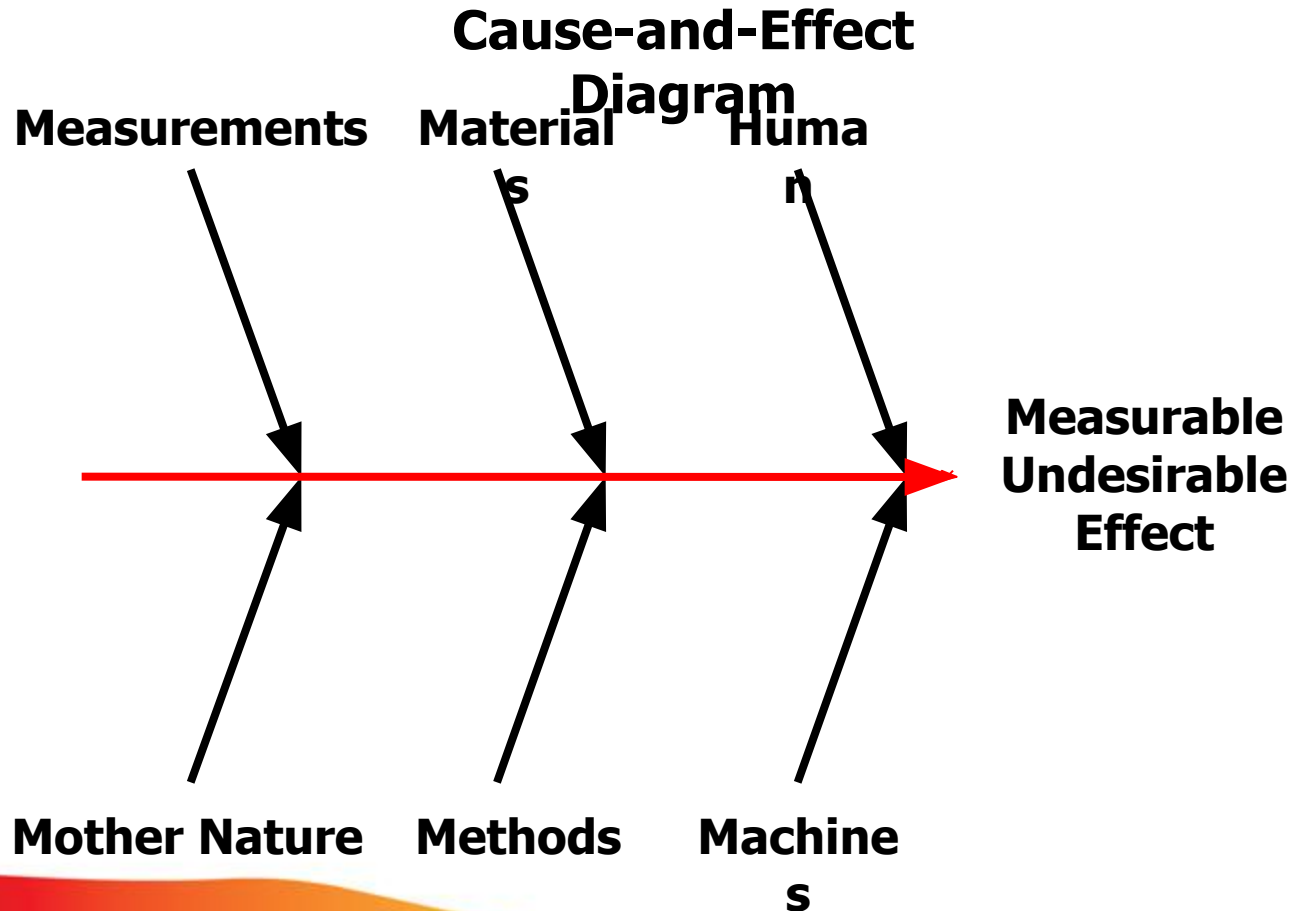 Cause-and-Effect
Diagram
Measurements
Material
s
Huma
n
Measurable
Undesirable
Effect
Mother Nature
Methods
Machine
s